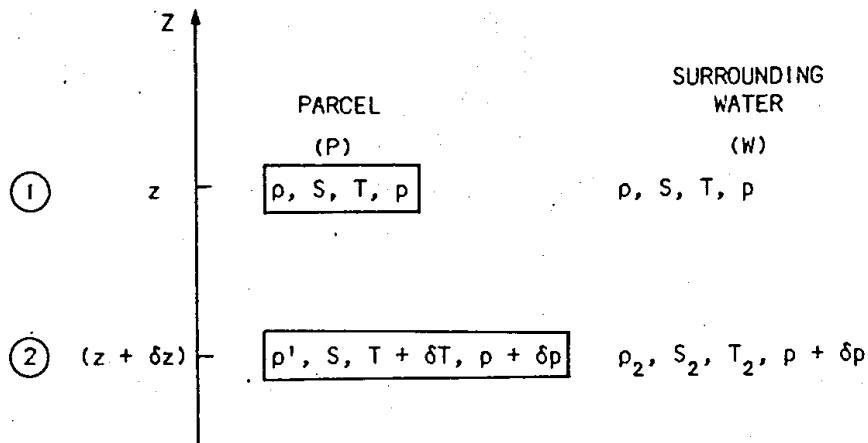 Z
SURROUNDING
WATER
(W)
PARCEL
(P)
① z ρ, S, T, p ρ, S, T, p
② (z + δz) ρ', S, T + δT, p + δp ρ₂, S₂, T₂, p + δp